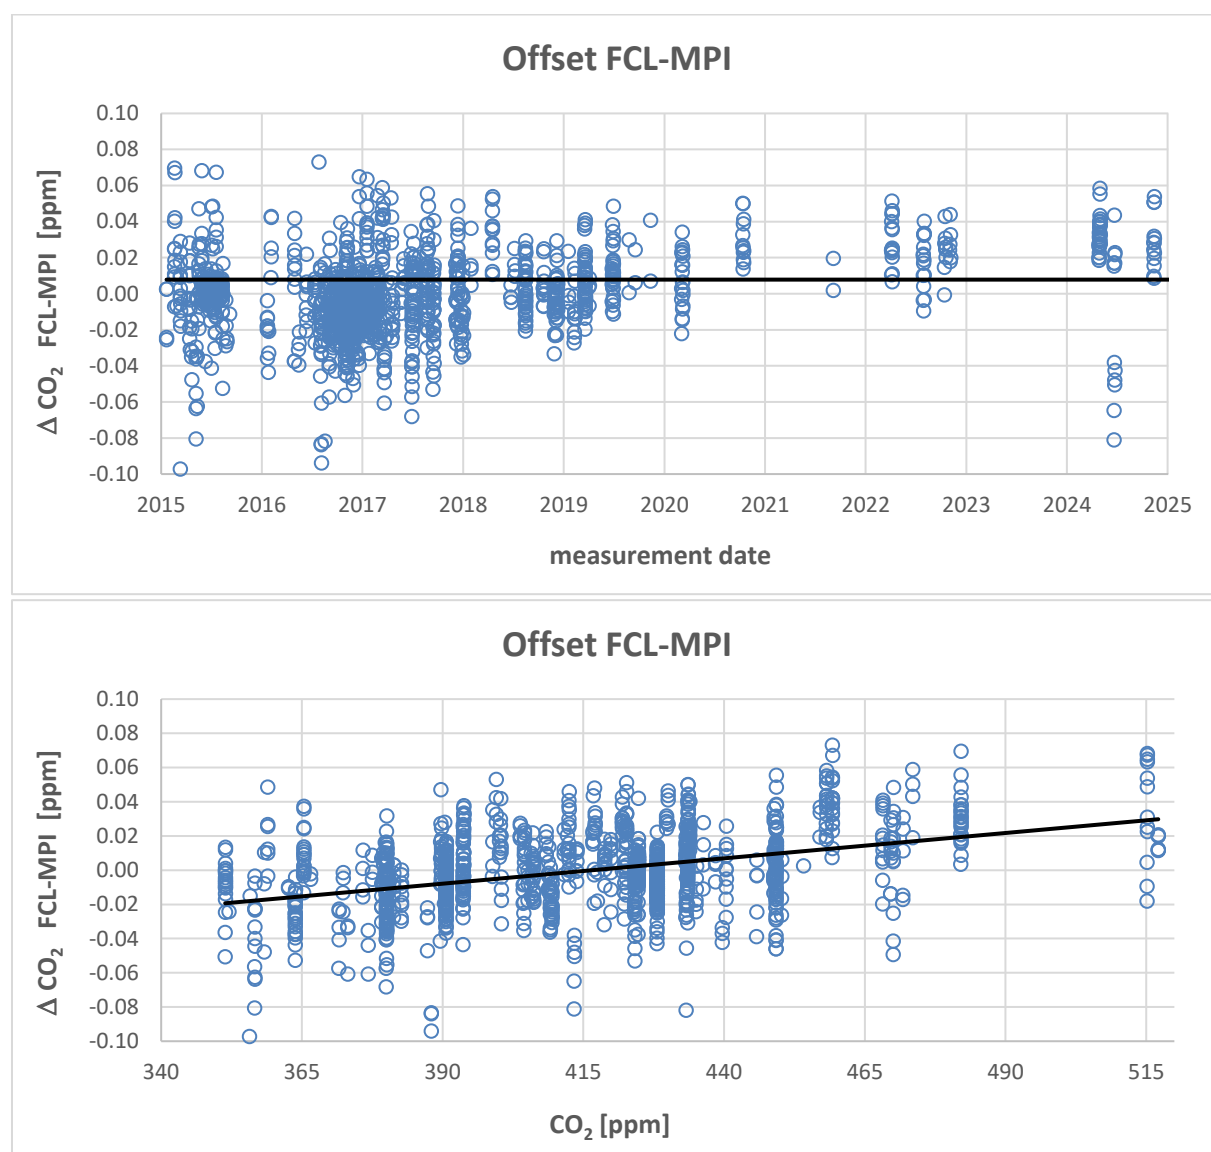 Offset FCL-MPI
Δ CO₂ FCL-MPI [ppm]
0.10
0.08
0.06
0.04
0.02
0.00
-0.02
-0.04
-0.06
-0.08
-0.10
2015 2016 2017 2018 2019 2020 2021 2022 2023 2024 2025
measurement date
Offset FCL-MPI
Δ CO₂ FCL-MPI [ppm]
0.10
0.08
0.06
0.04
0.02
0.00
-0.02
-0.04
-0.06
-0.08
-0.10
340 365 390 415 440 465 490 515
CO₂ [ppm]